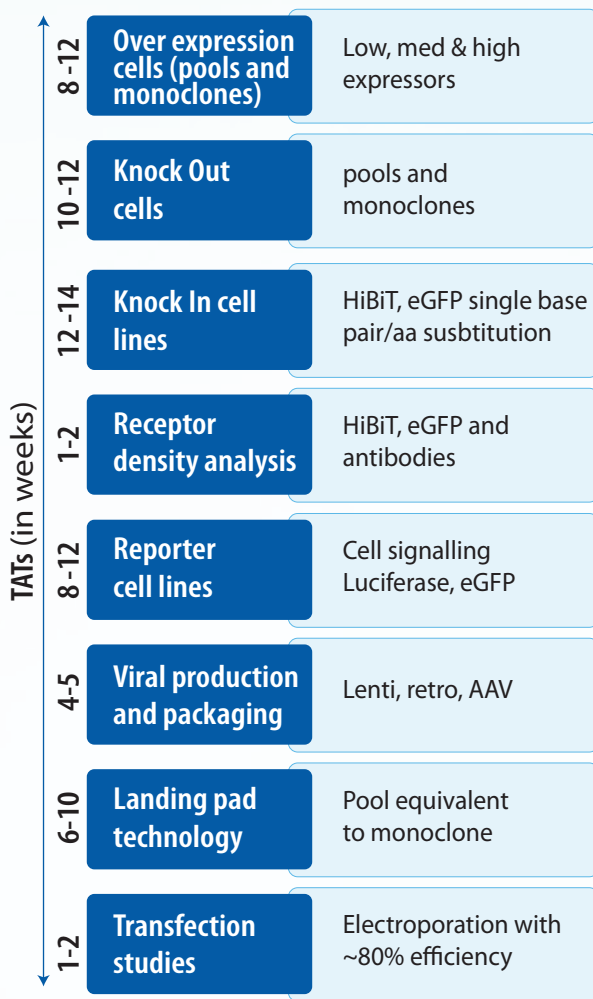 TATs (in weeks)
8 -12
Over expression
cells (pools and
monoclones)
Low, med & high
expressors
10 -12
Knock Out
cells
pools and
monoclones
12 -14
Knock In cell
lines
HiBiT, eGFP single base
pair/aa susbtitution
1-2
Receptor
density analysis
HiBiT, eGFP and
antibodies
8-12
Reporter
cell lines
Cell signalling
Luciferase, eGFP
4-5
Viral production
and packaging
Lenti, retro, AAV
6-10
Landing pad
technology
Pool equivalent
to monoclone
1-2
Transfection
studies
Electroporation with
~80% efficiency